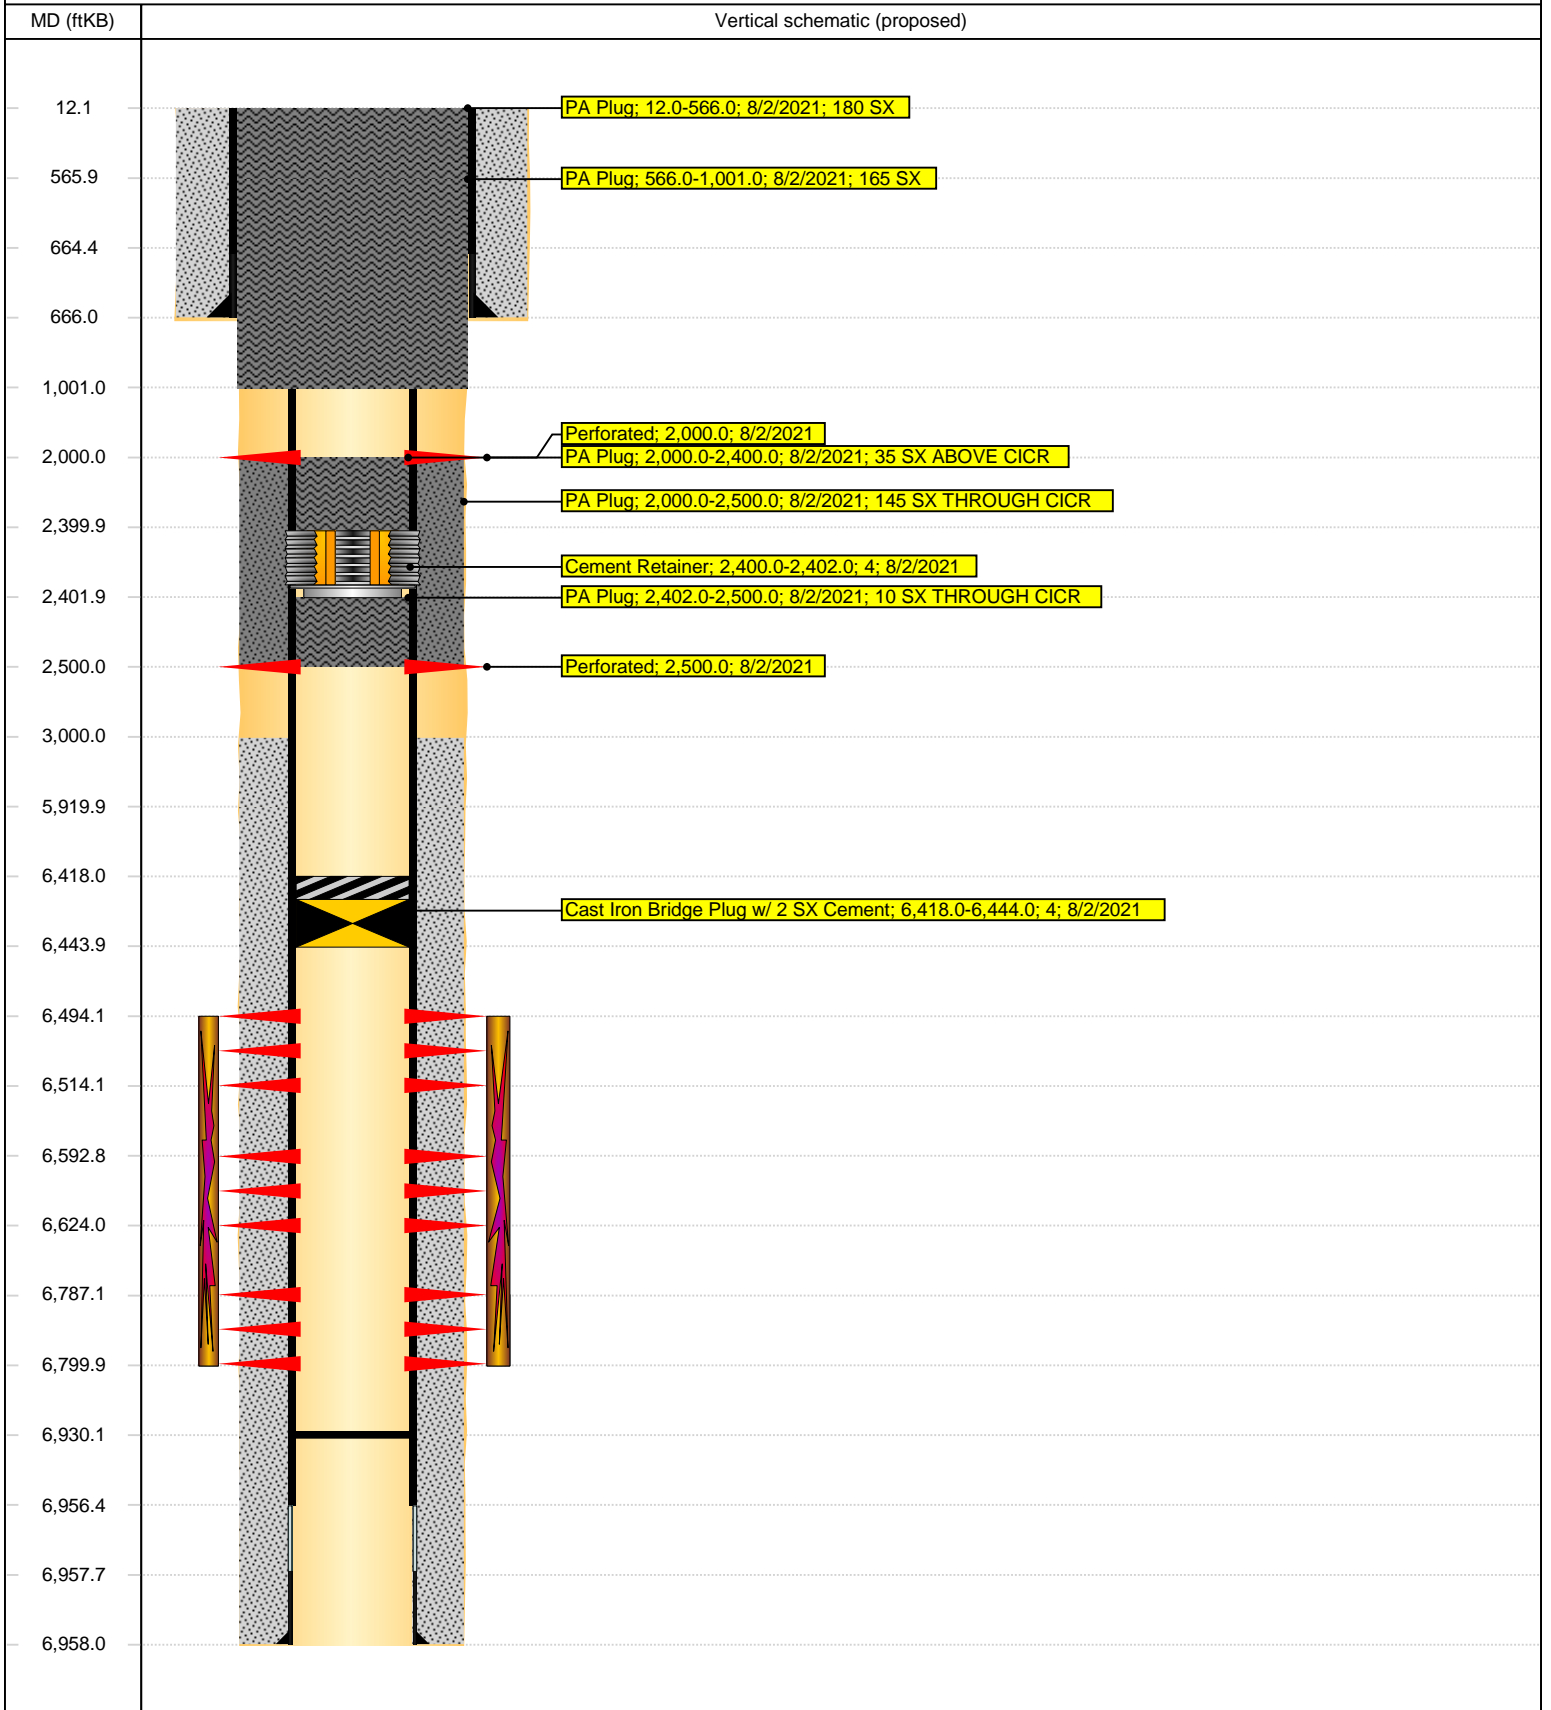 MD (ftKB)
Vertical schematic (proposed)
12.1
PA Plug; 12.0-566.0; 8/2/2021; 180 SX
565.9
PA Plug; 566.0-1,001.0; 8/2/2021; 165 SX
664.4
666.0
1,001.0
Perforated; 2,000.0; 8/2/2021
2,000.0
PA Plug; 2,000.0-2,400.0; 8/2/2021; 35 SX ABOVE CICR
PA Plug; 2,000.0-2,500.0; 8/2/2021; 145 SX THROUGH CICR
2,399.9
Cement Retainer; 2,400.0-2,402.0; 4; 8/2/2021
2,401.9
PA Plug; 2,402.0-2,500.0; 8/2/2021; 10 SX THROUGH CICR
2,500.0
Perforated; 2,500.0; 8/2/2021
3,000.0
5,919.9
6,418.0
Cast Iron Bridge Plug w/ 2 SX Cement; 6,418.0-6,444.0; 4; 8/2/2021
6,443.9
6,494.1
6,514.1
6,592.8
6,624.0
6,787.1
6,799.9
6,930.1
6,956.4
6,957.7
6,958.0